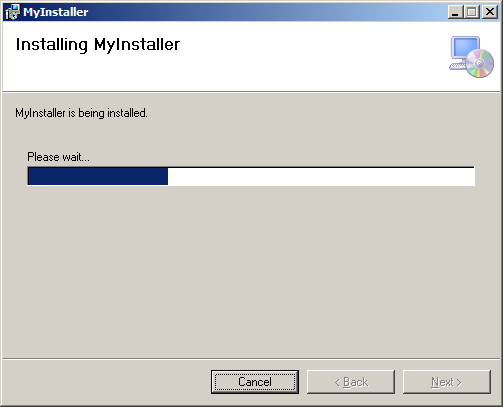 MyInstaller
Installing MyInstaller
MyInstaller is being installed.
Please wait...
Cancel
< Back
Next >